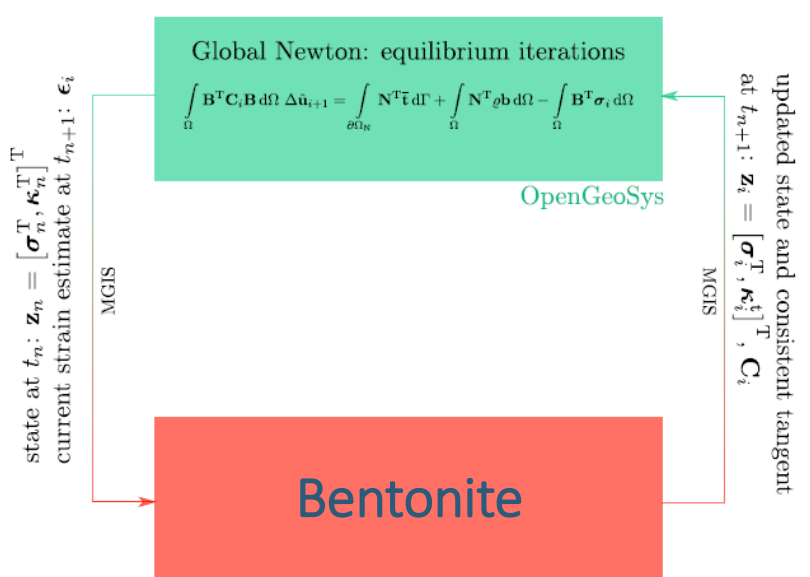 Global Newton: equilibrium iterations
∫_Ω B^T C_i B dΩ Δû_{i+1} = ∫_{∂Ω_N} N^T t̄ dΓ + ∫_Ω N^T ϱb dΩ − ∫_Ω B^T σ_i dΩ
OpenGeoSys
state at t_n: z_n = [σ_n^T, κ_n^T]^T
current strain estimate at t_{n+1}: ϵ_i
MGIS
updated state and consistent tangent
at t_{n+1}: z_i = [σ_i^T, κ_i^t]^T, C_i
MGIS
Bentonite